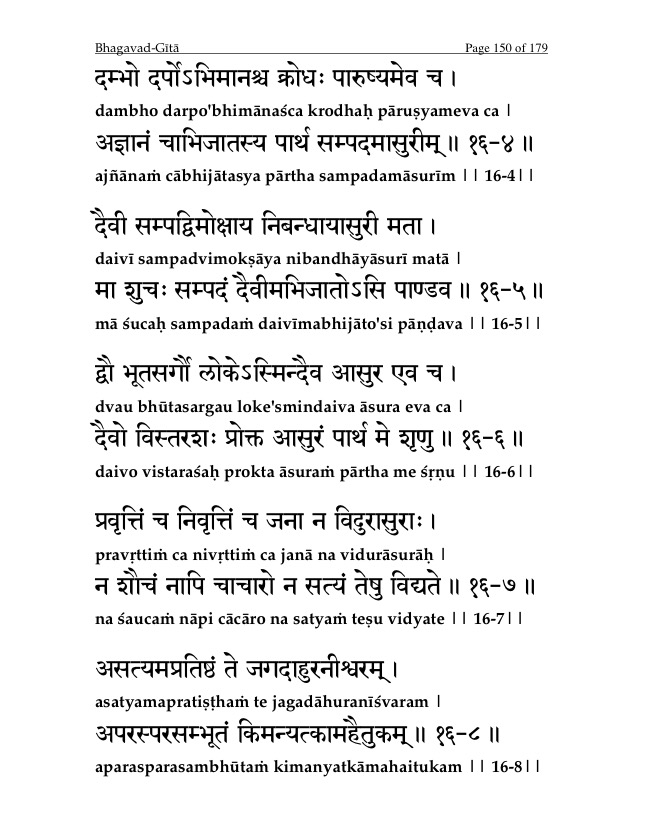 Bhagavad-Gītā Page 150 of 179
दम्भो दर्पोऽभिमानश्च क्रोधः पारुष्यमेव च ।
dambho darpo'bhimānaśca krodhaḥ pāruṣyameva ca |
अज्ञानं चाभिजातस्य पार्थ सम्पदमासुरीम् ॥ १६-४ ॥
ajñānaṁ cābhijātasya pārtha sampadamāsurīm || 16-4||
दैवी सम्पद्विमोक्षाय निबन्धायासुरी मता ।
daivī sampadvimokṣāya nibandhāyāsurī matā |
मा शुचः सम्पदं दैवीमभिजातोऽसि पाण्डव ॥ १६-५ ॥
mā śucaḥ sampadaṁ daivīmabhijāto'si pāṇḍava || 16-5||
द्वौ भूतसर्गौ लोकेऽस्मिन्दैव आसुर एव च ।
dvau bhūtasargau loke'smindaiva āsura eva ca |
दैवो विस्तरशः प्रोक्त आसुरं पार्थ मे शृणु ॥ १६-६ ॥
daivo vistaraśaḥ prokta āsuraṁ pārtha me śṛṇu || 16-6||
प्रवृत्तिं च निवृत्तिं च जना न विदुरासुराः ।
pravṛttiṁ ca nivṛttiṁ ca janā na vidurāsurāḥ |
न शौचं नापि चाचारो न सत्यं तेषु विद्यते ॥ १६-७ ॥
na śaucaṁ nāpi cācāro na satyaṁ teṣu vidyate || 16-7||
असत्यमप्रतिष्ठं ते जगदाहुरनीश्वरम् ।
asatyamapratiṣṭhaṁ te jagadāhuranīśvaram |
अपरस्परसम्भूतं किमन्यत्कामहैतुकम् ॥ १६-८ ॥
aparasparasambhūtaṁ kimanyatkāmahaitukam || 16-8||